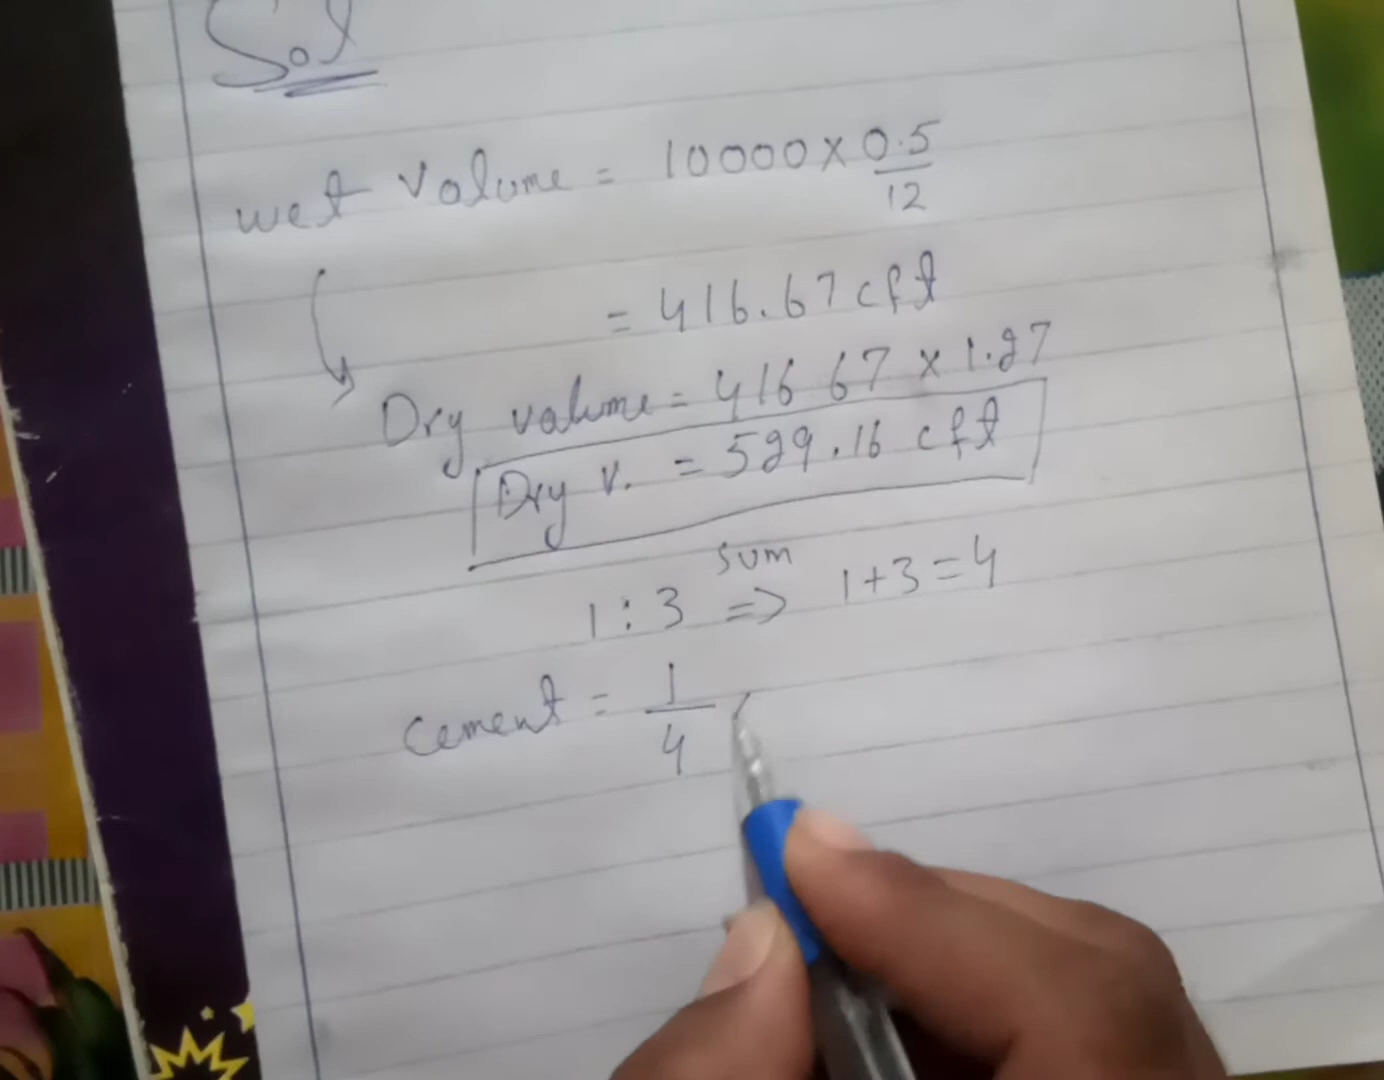 Sol
wet volume = 10000 x 0.5/12
= 416.67 cft
Dry volume = 416 67 x 1.27
Dry v. = 529.16 cft
1 : 3 sum => 1+3=4
cement = 1/4